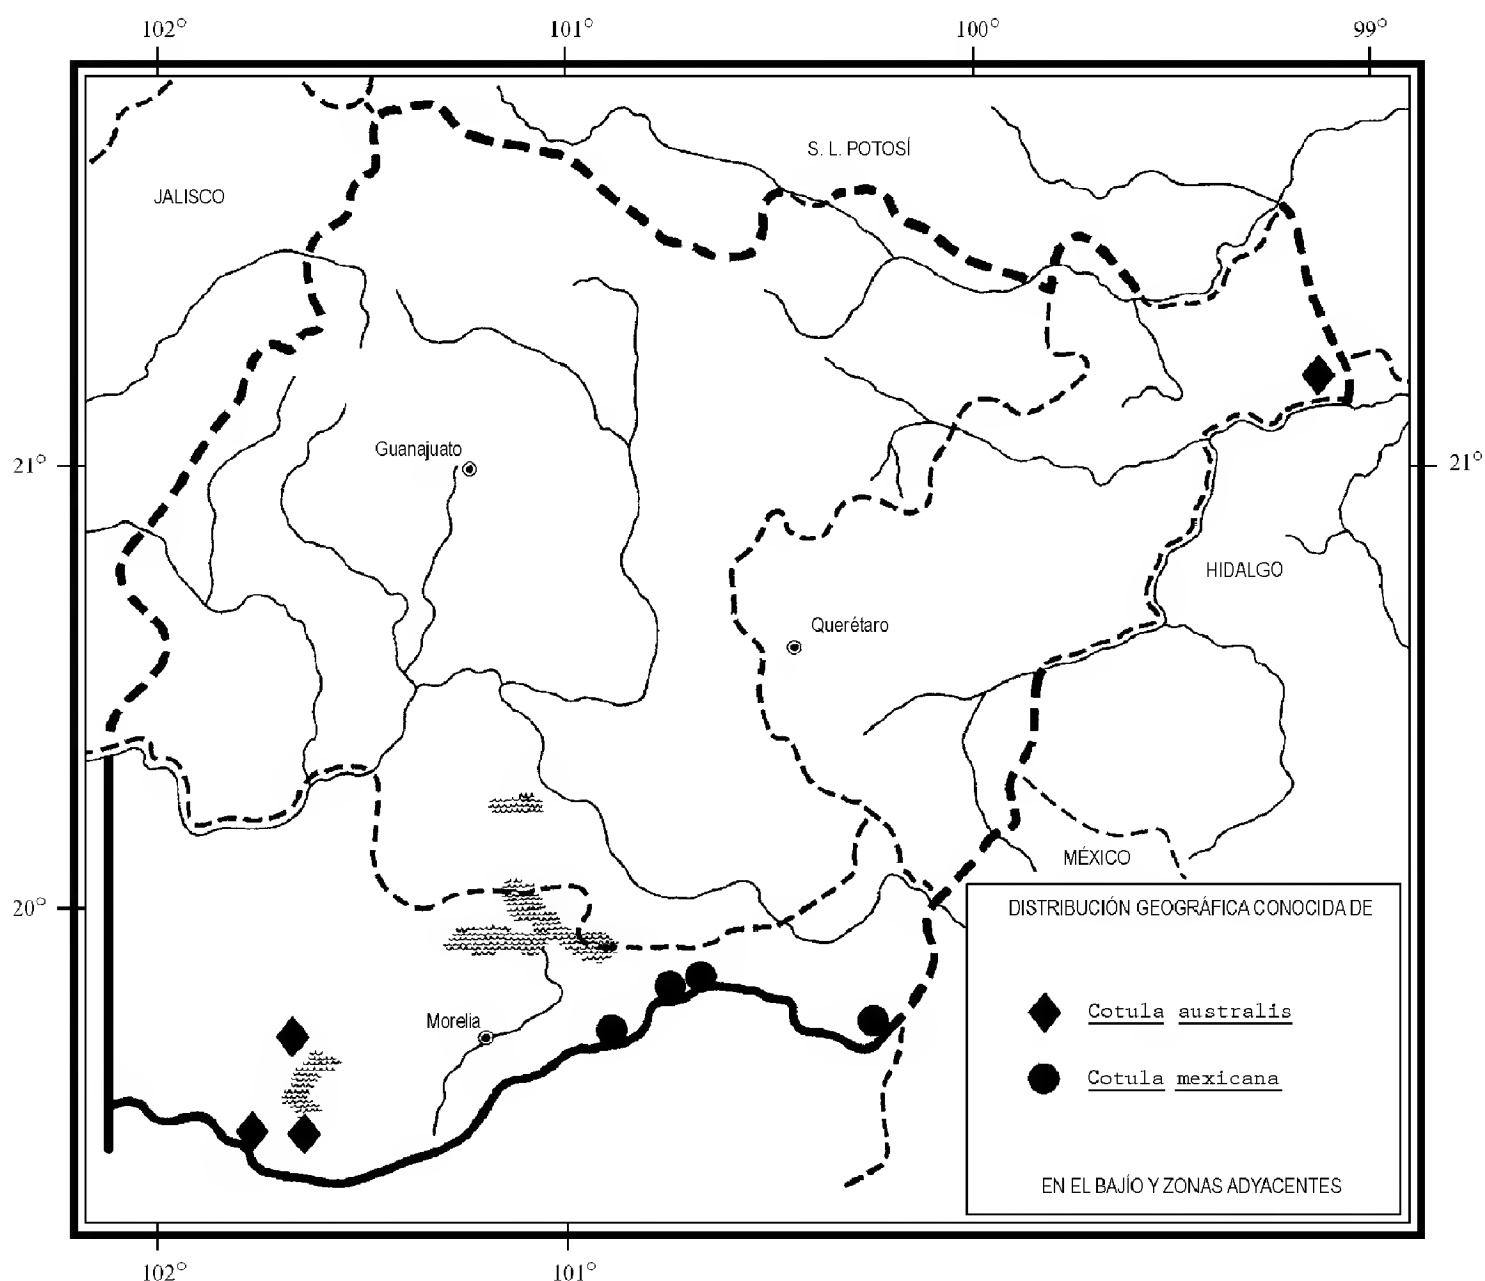 102° 101° 100° 99°
S. L. POTOSÍ
JALISCO
Guanajuato
21° 21°
HIDALGO
Querétaro
MÉXICO
20°
DISTRIBUCIÓN GEOGRÁFICA CONOCIDA DE
Cotula australis
Morelia
Cotula mexicana
EN EL BAJÍO Y ZONAS ADYACENTES
102° 101°